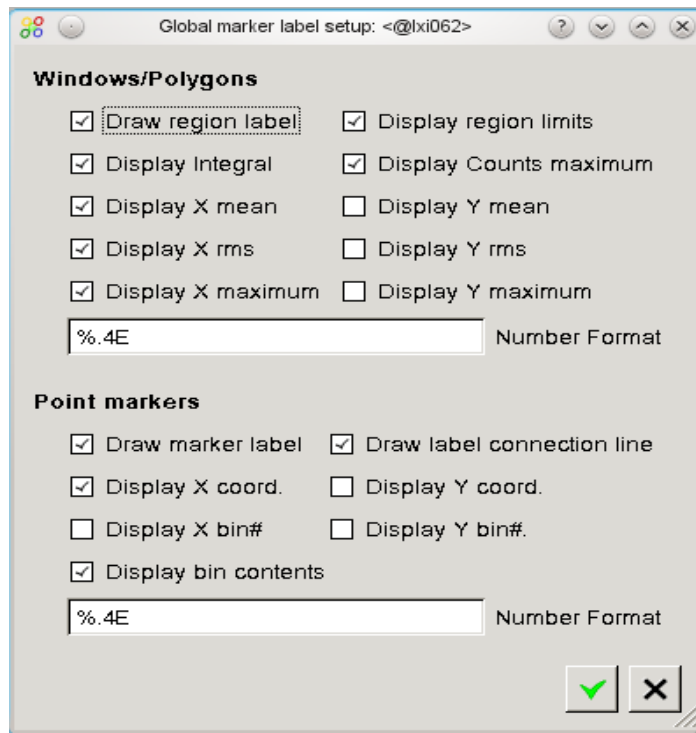 Global marker label setup: <@lxi062>
Windows/Polygons
Draw region label Display region limits
Display Integral Display Counts maximum
Display X mean Display Y mean
Display X rms Display Y rms
Display X maximum Display Y maximum
%.4E Number Format
Point markers
Draw marker label Draw label connection line
Display X coord. Display Y coord.
Display X bin# Display Y bin#.
Display bin contents
%.4E Number Format